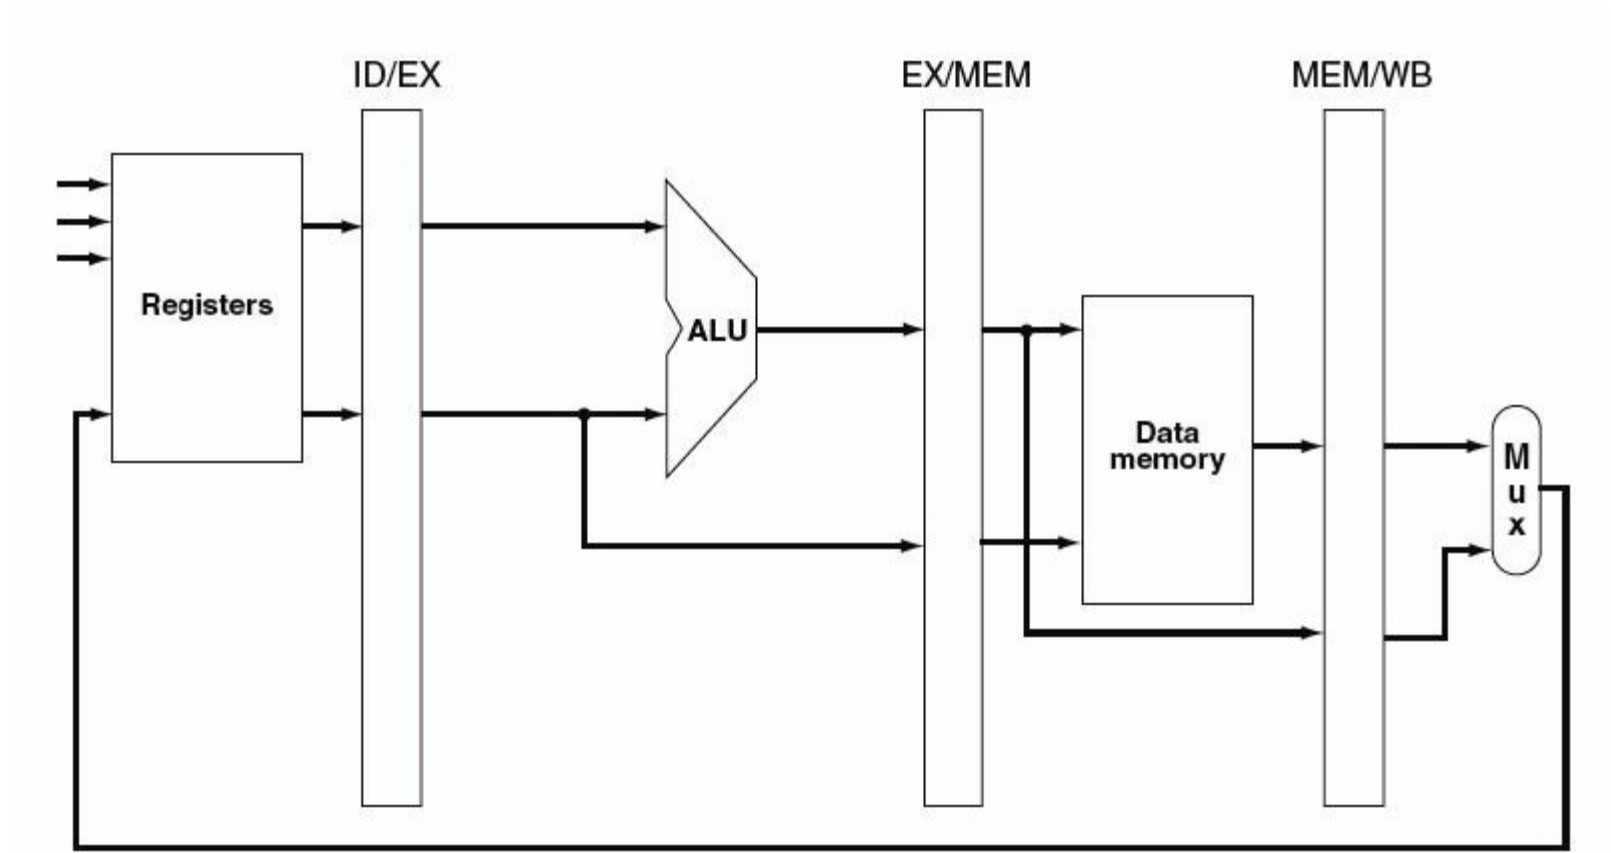 ID/EX
EX/MEM
MEM/WB
Registers
ALU
Data
memory
M
u
x